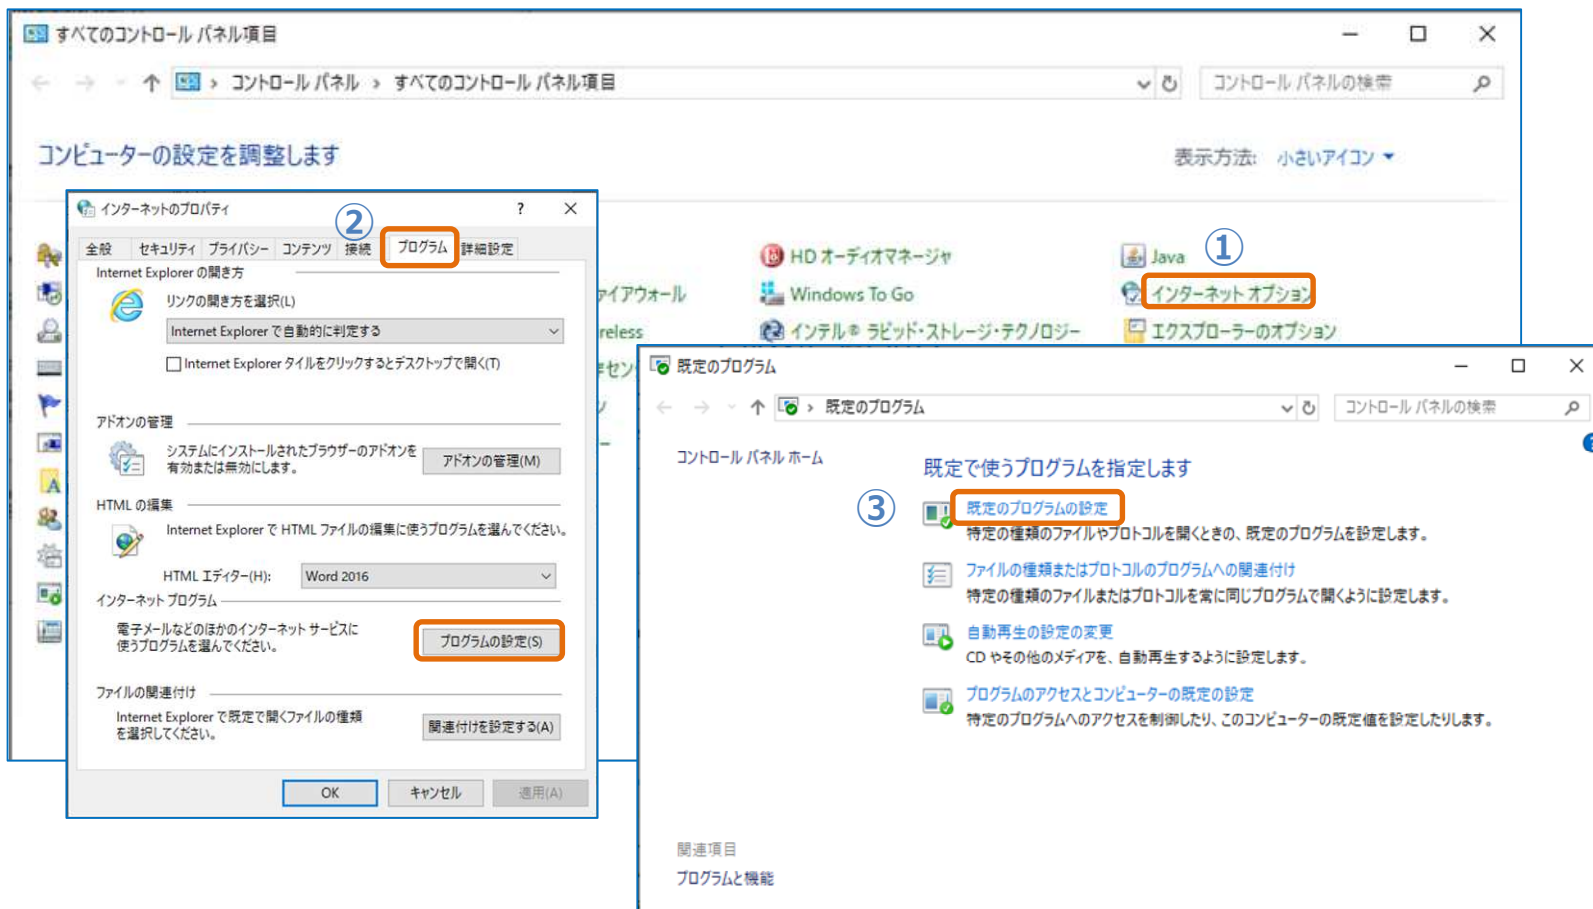 すべてのコントロール パネル項目
コントロール パネル › すべてのコントロール パネル項目
コントロール パネルの検索
コンピューターの設定を調整します
表示方法: 小さいアイコン
①
HD オーディオマネージャ
Java
インターネット オプション
ァイアウォール
Windows To Go
reless
インテル® ラピッド・ストレージ・テクノロジー
エクスプローラーのオプション
インターネットのプロパティ
?
②
全般 セキュリティ プライバシー コンテンツ 接続 プログラム 詳細設定
Internet Explorer の開き方
リンクの開き方を選択(L)
Internet Explorer で自動的に判定する
Internet Explorer タイルをクリックするとデスクトップで開く(T)
アドオンの管理
システムにインストールされたブラウザーのアドオンを
有効または無効にします。
アドオンの管理(M)
HTML の編集
Internet Explorer で HTML ファイルの編集に使うプログラムを選んでください。
HTML エディター(H): Word 2016
インターネット プログラム
電子メールなどのほかのインターネット サービスに
使うプログラムを選んでください。
プログラムの設定(S)
ファイルの関連付け
Internet Explorer で既定で開くファイルの種類
を選択してください。
関連付けを設定する(A)
OK キャンセル 適用(A)
既定のプログラム
› 既定のプログラム
コントロール パネルの検索
コントロール パネル ホーム
既定で使うプログラムを指定します
③
既定のプログラムの設定
特定の種類のファイルやプロトコルを開くときの、既定のプログラムを設定します。
ファイルの種類またはプロトコルのプログラムへの関連付け
特定の種類のファイルまたはプロトコルを常に同じプログラムで開くように設定します。
自動再生の設定の変更
CD やその他のメディアを、自動再生するように設定します。
プログラムのアクセスとコンピューターの既定の設定
特定のプログラムへのアクセスを制御したり、このコンピューターの既定値を設定したりします。
関連項目
プログラムと機能